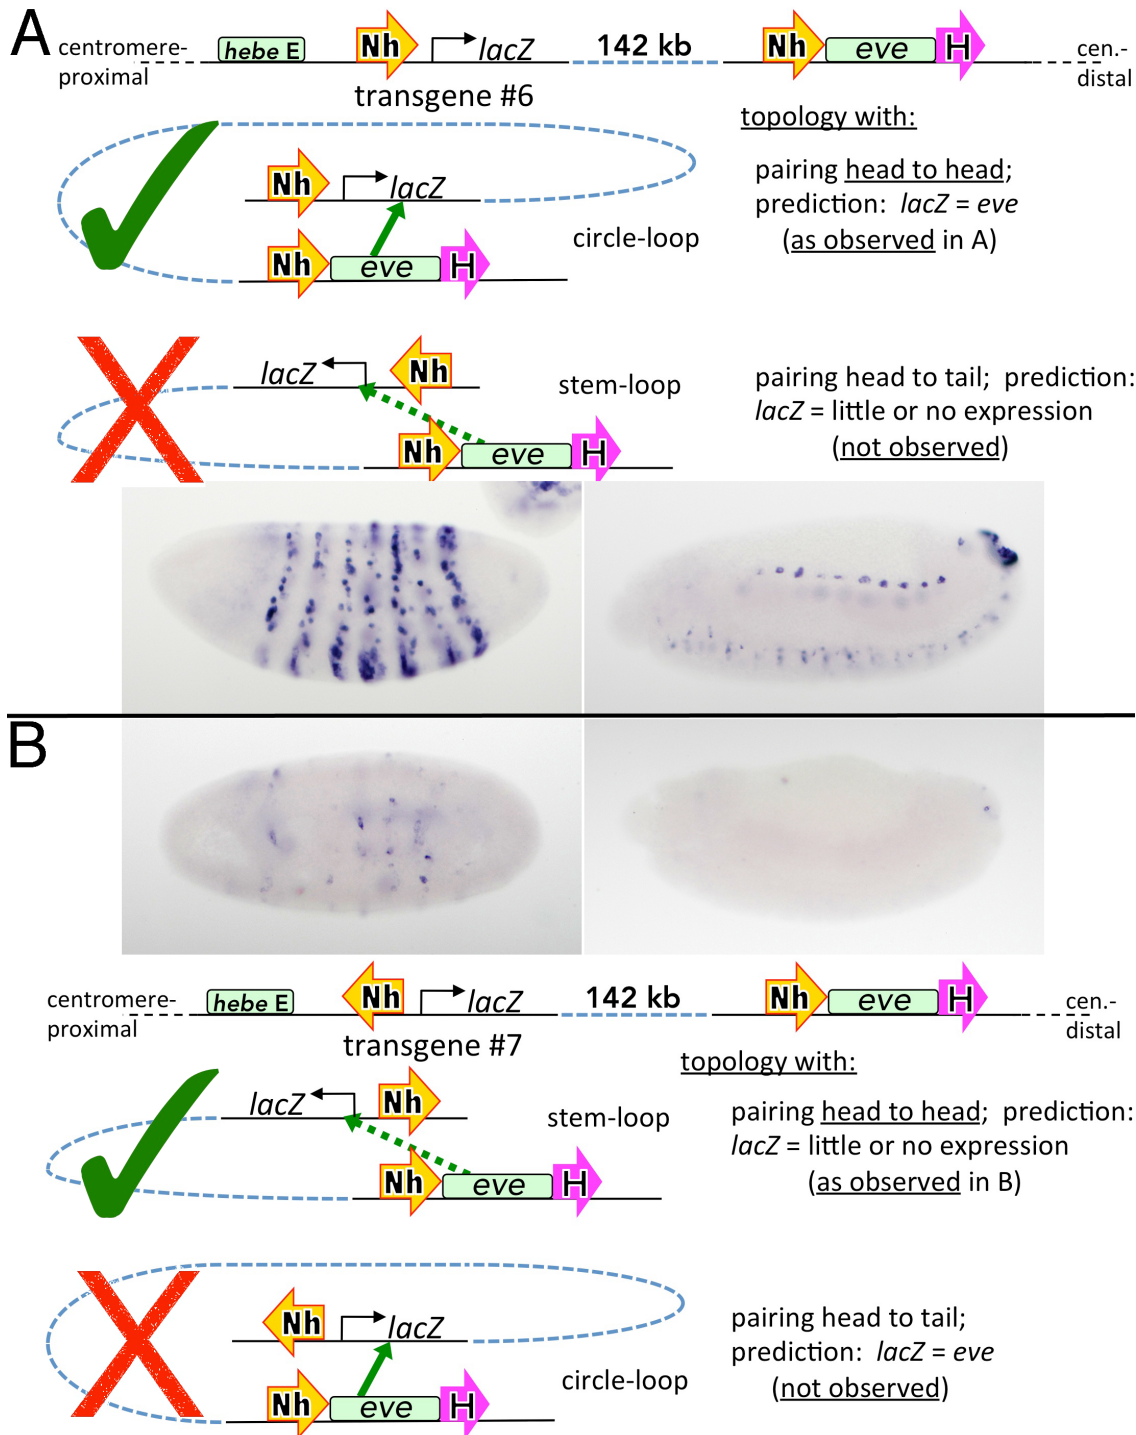 A
centromere-
proximal
hebe E
Nh
lacZ
142 kb
Nh
eve
H
cen.-
distal
transgene #6
topology with:
Nh
lacZ
pairing head to head;
prediction: lacZ = eve
(as observed in A)
circle-loop
Nh
eve
H
lacZ
Nh
stem-loop
pairing head to tail; prediction:
lacZ = little or no expression
(not observed)
Nh
eve
H
B
centromere-
proximal
hebe E
Nh
lacZ
142 kb
Nh
eve
H
cen.-
distal
transgene #7
topology with:
lacZ
Nh
stem-loop
pairing head to head; prediction:
lacZ = little or no expression
(as observed in B)
Nh
eve
H
Nh
lacZ
pairing head to tail;
prediction: lacZ = eve
(not observed)
circle-loop
Nh
eve
H